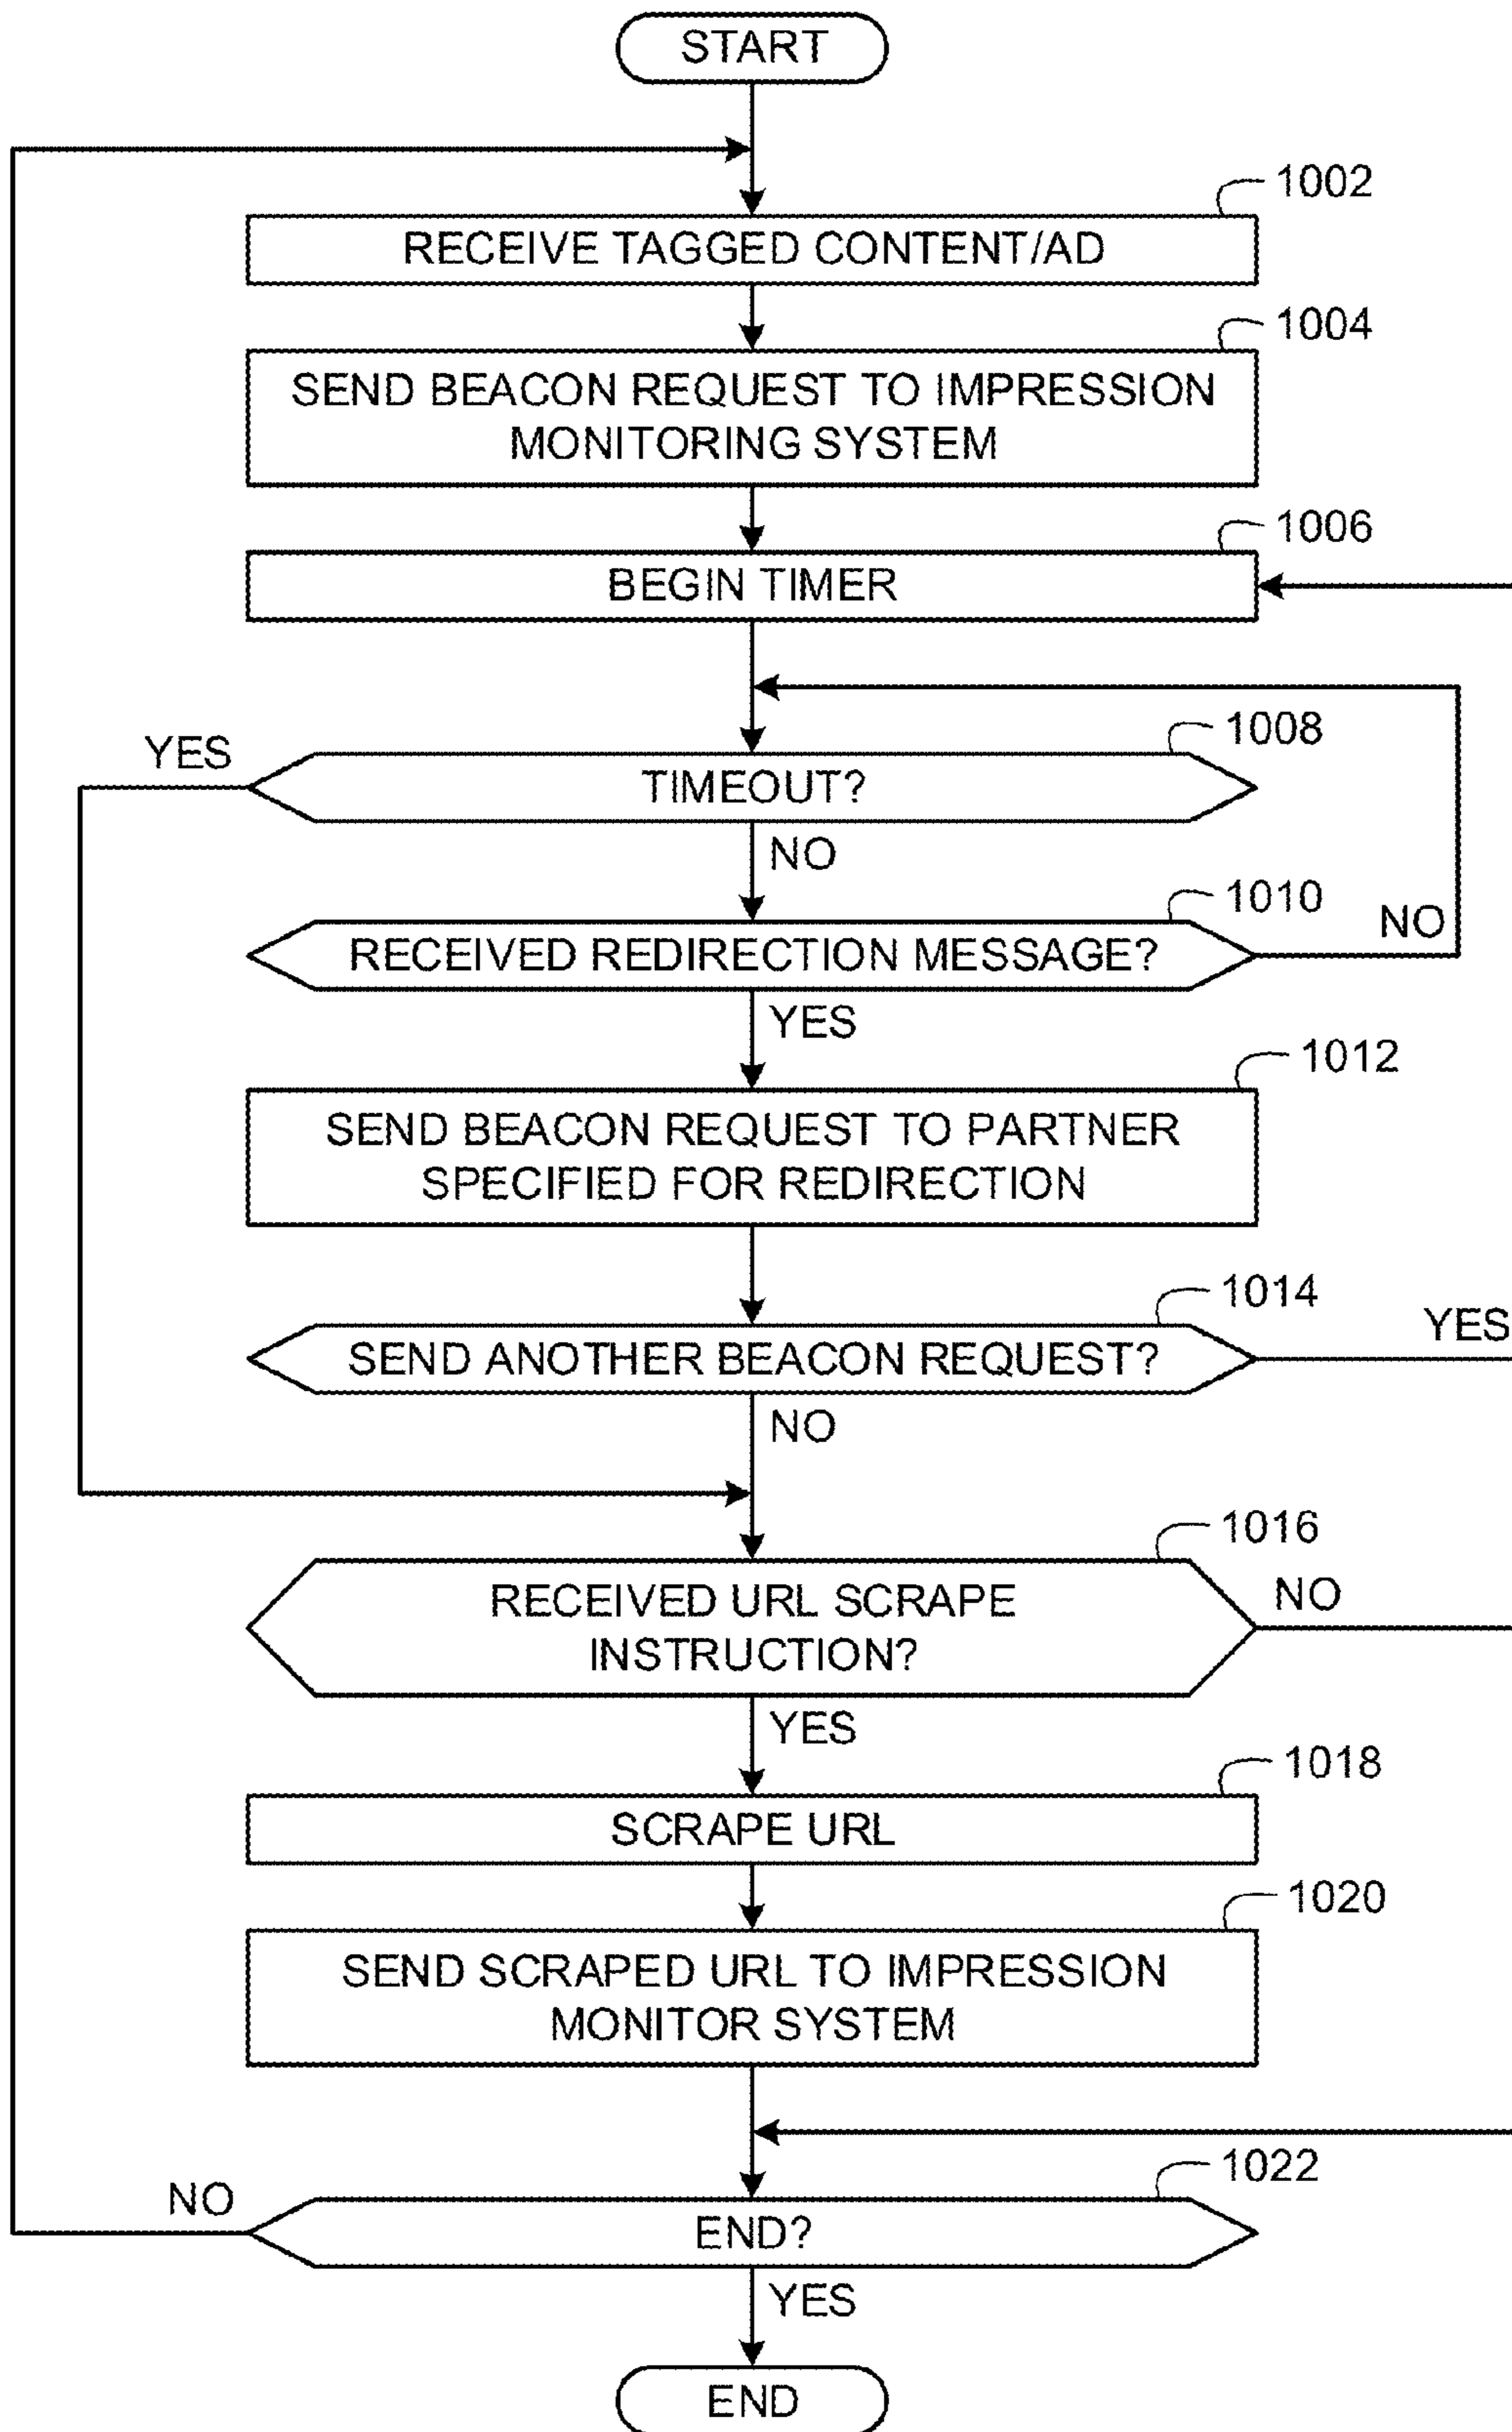 START
1002
RECEIVE TAGGED CONTENT/AD
1004
SEND BEACON REQUEST TO IMPRESSION
MONITORING SYSTEM
1006
BEGIN TIMER
YES
1008
TIMEOUT?
NO
1010
RECEIVED REDIRECTION MESSAGE?
NO
YES
1012
SEND BEACON REQUEST TO PARTNER
SPECIFIED FOR REDIRECTION
1014
SEND ANOTHER BEACON REQUEST?
YES
NO
1016
RECEIVED URL SCRAPE
INSTRUCTION?
NO
YES
1018
SCRAPE URL
1020
SEND SCRAPED URL TO IMPRESSION
MONITOR SYSTEM
1022
NO
END?
YES
END